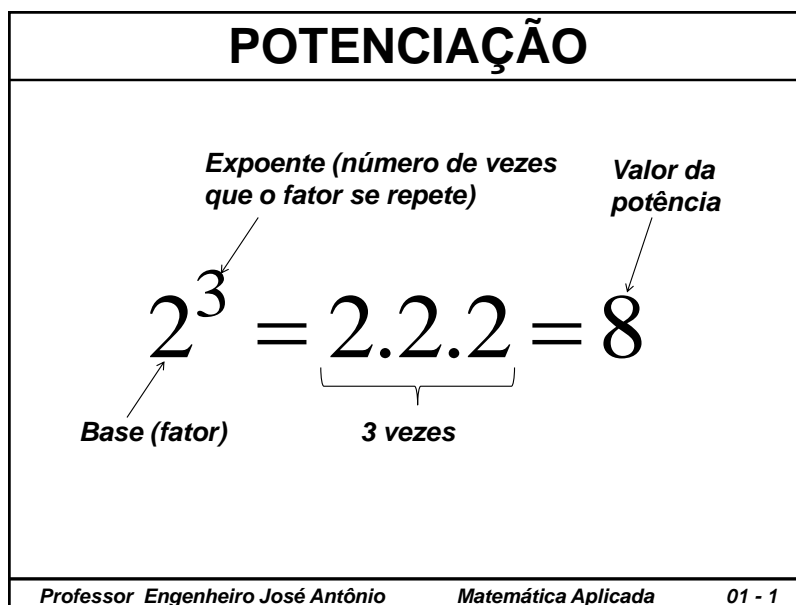 POTENCIAÇÃO
Expoente (número de vezes
que o fator se repete)
Valor da
potência
2³ = 2.2.2 = 8
Base (fator)
3 vezes
Professor Engenheiro José Antônio Matemática Aplicada 01 - 1